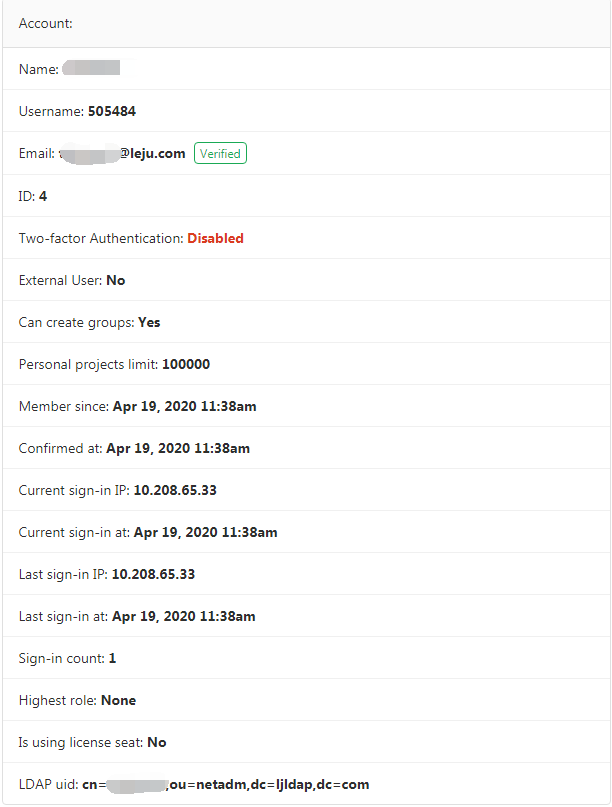 Account:
Name:
Username: 505484
Email: @leju.com Verified
ID: 4
Two-factor Authentication: Disabled
External User: No
Can create groups: Yes
Personal projects limit: 100000
Member since: Apr 19, 2020 11:38am
Confirmed at: Apr 19, 2020 11:38am
Current sign-in IP: 10.208.65.33
Current sign-in at: Apr 19, 2020 11:38am
Last sign-in IP: 10.208.65.33
Last sign-in at: Apr 19, 2020 11:38am
Sign-in count: 1
Highest role: None
Is using license seat: No
LDAP uid: cn= ,ou=netadm,dc=ljldap,dc=com